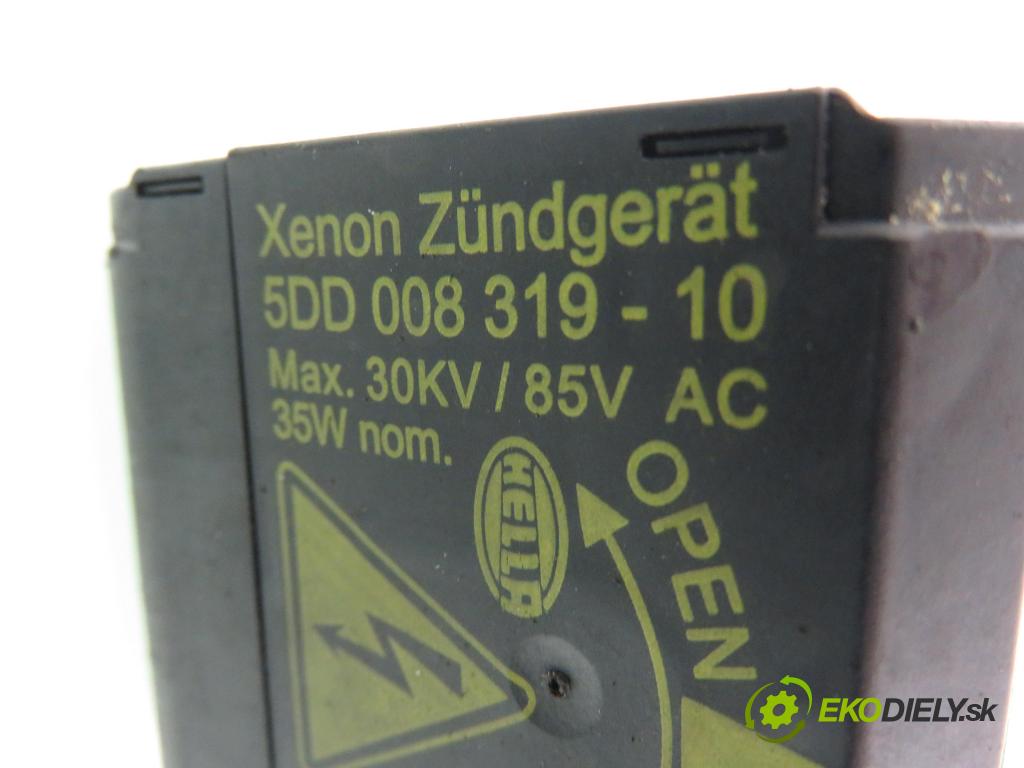 Xenon Zündgerät
5DD 008 319 - 10
Max. 30KV / 85V AC
35W nom.
HELLA
OPEN
EKODIELY.sk